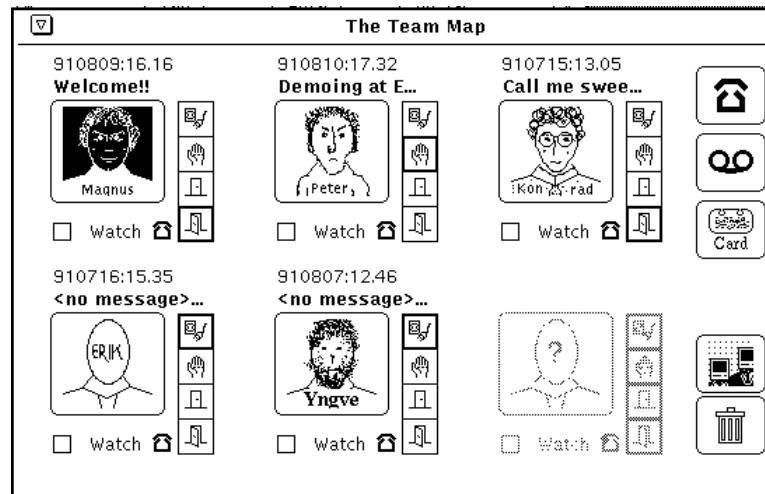 The Team Map
910809:16.16
Welcome!!
Magnus
Watch
910810:17.32
Demoing at E...
Peter
Watch
910715:13.05
Call me swee...
Kon rad
Watch
Card
910716:15.35
<no message>...
ERIK
Watch
910807:12.46
<no message>...
Yngve
Watch
?
Watch